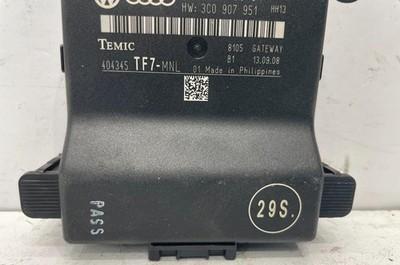 HW: 3C0 907 951 HH13
TEMIC 8105 GATEWAY
B1 13.09.08
404345 TF7-MNL 01 Made in Philippines
PASS
29S.